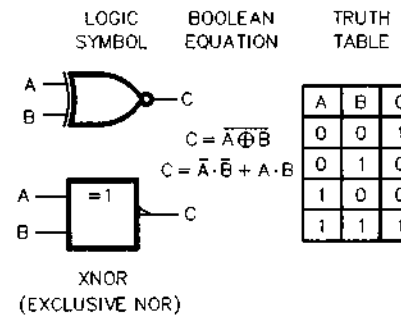 LOGIC SYMBOL
BOOLEAN EQUATION
TRUTH TABLE
A
B
C
C = \overline{A ⊕ B}
C = Ā · B̄ + A · B
A
B
=1
C
A B C
0 0 1
0 1 0
1 0 0
1 1 1
XNOR
(EXCLUSIVE NOR)